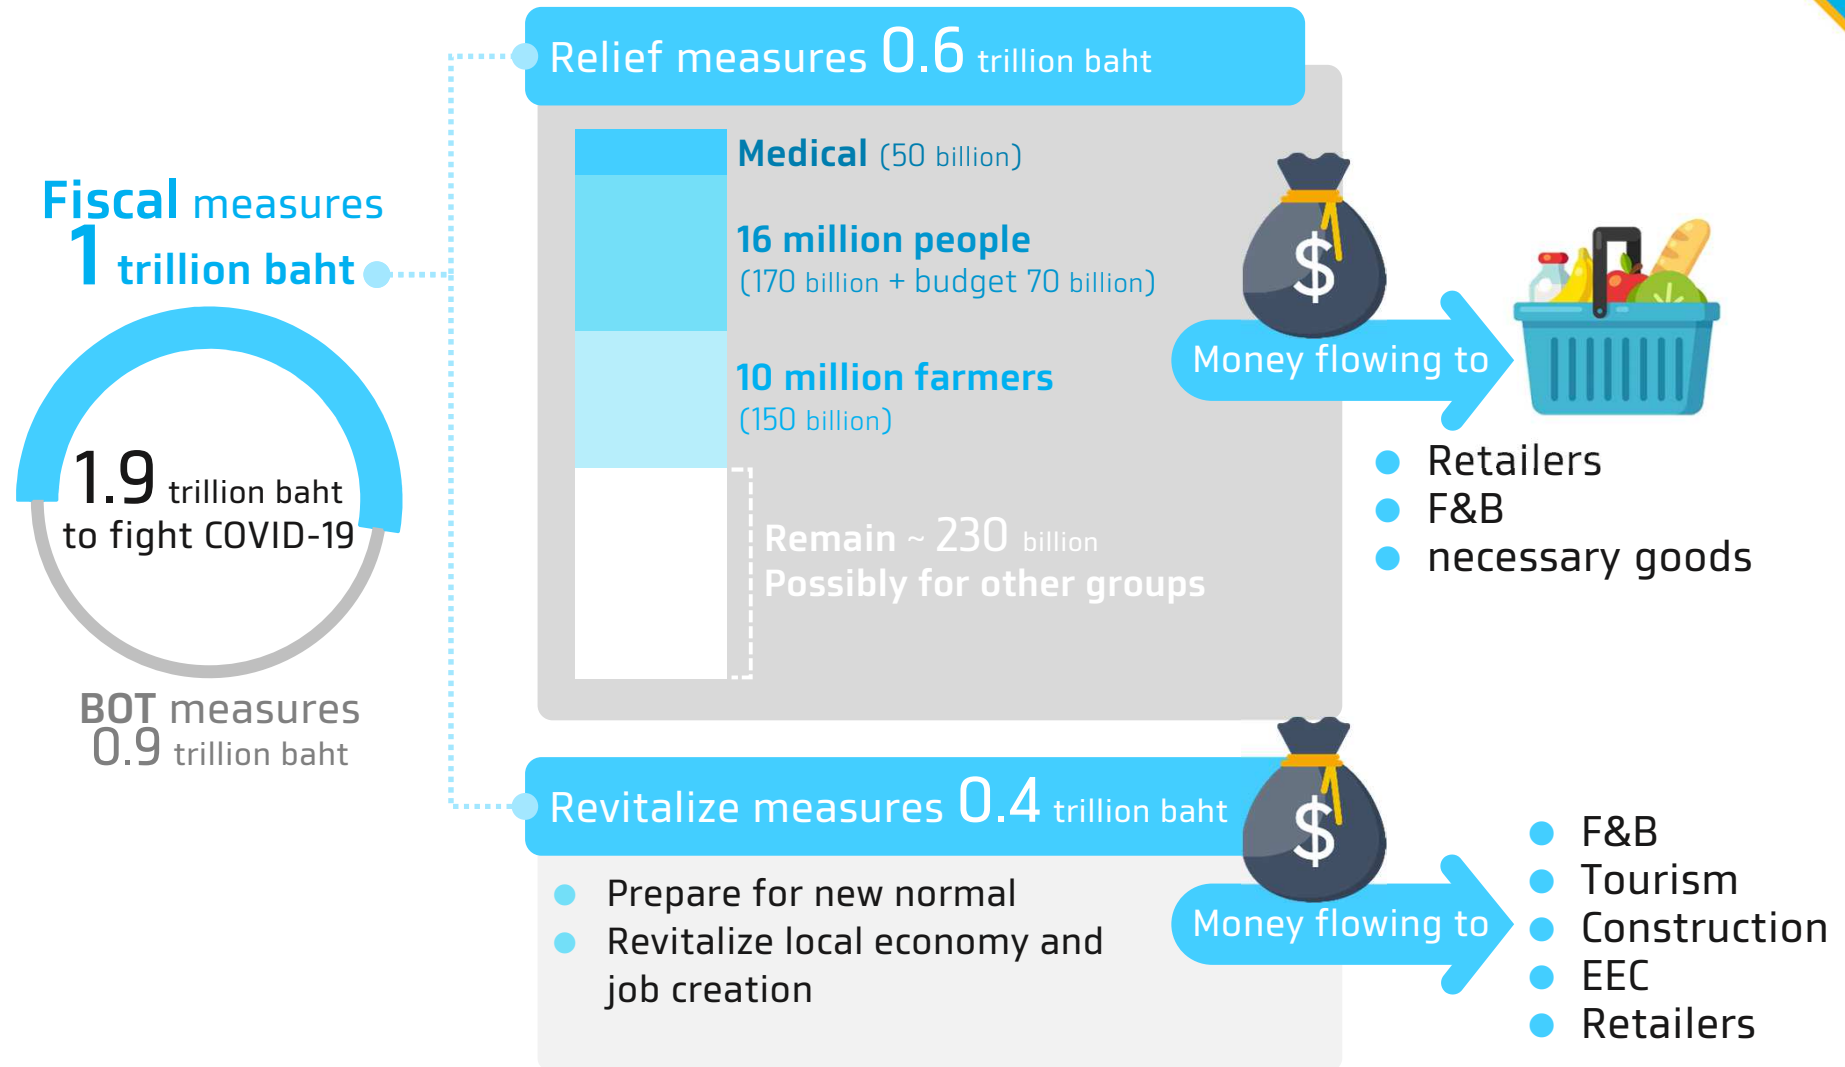 Fiscal measures
1 trillion baht
1.9 trillion baht
to fight COVID-19
BOT measures
0.9 trillion baht
Relief measures 0.6 trillion baht
Medical (50 billion)
16 million people
(170 billion + budget 70 billion)
10 million farmers
(150 billion)
Remain ~ 230 billion
Possibly for other groups
$
Money flowing to
Retailers
F&B
necessary goods
Revitalize measures 0.4 trillion baht
Prepare for new normal
Revitalize local economy and
job creation
$
Money flowing to
F&B
Tourism
Construction
EEC
Retailers